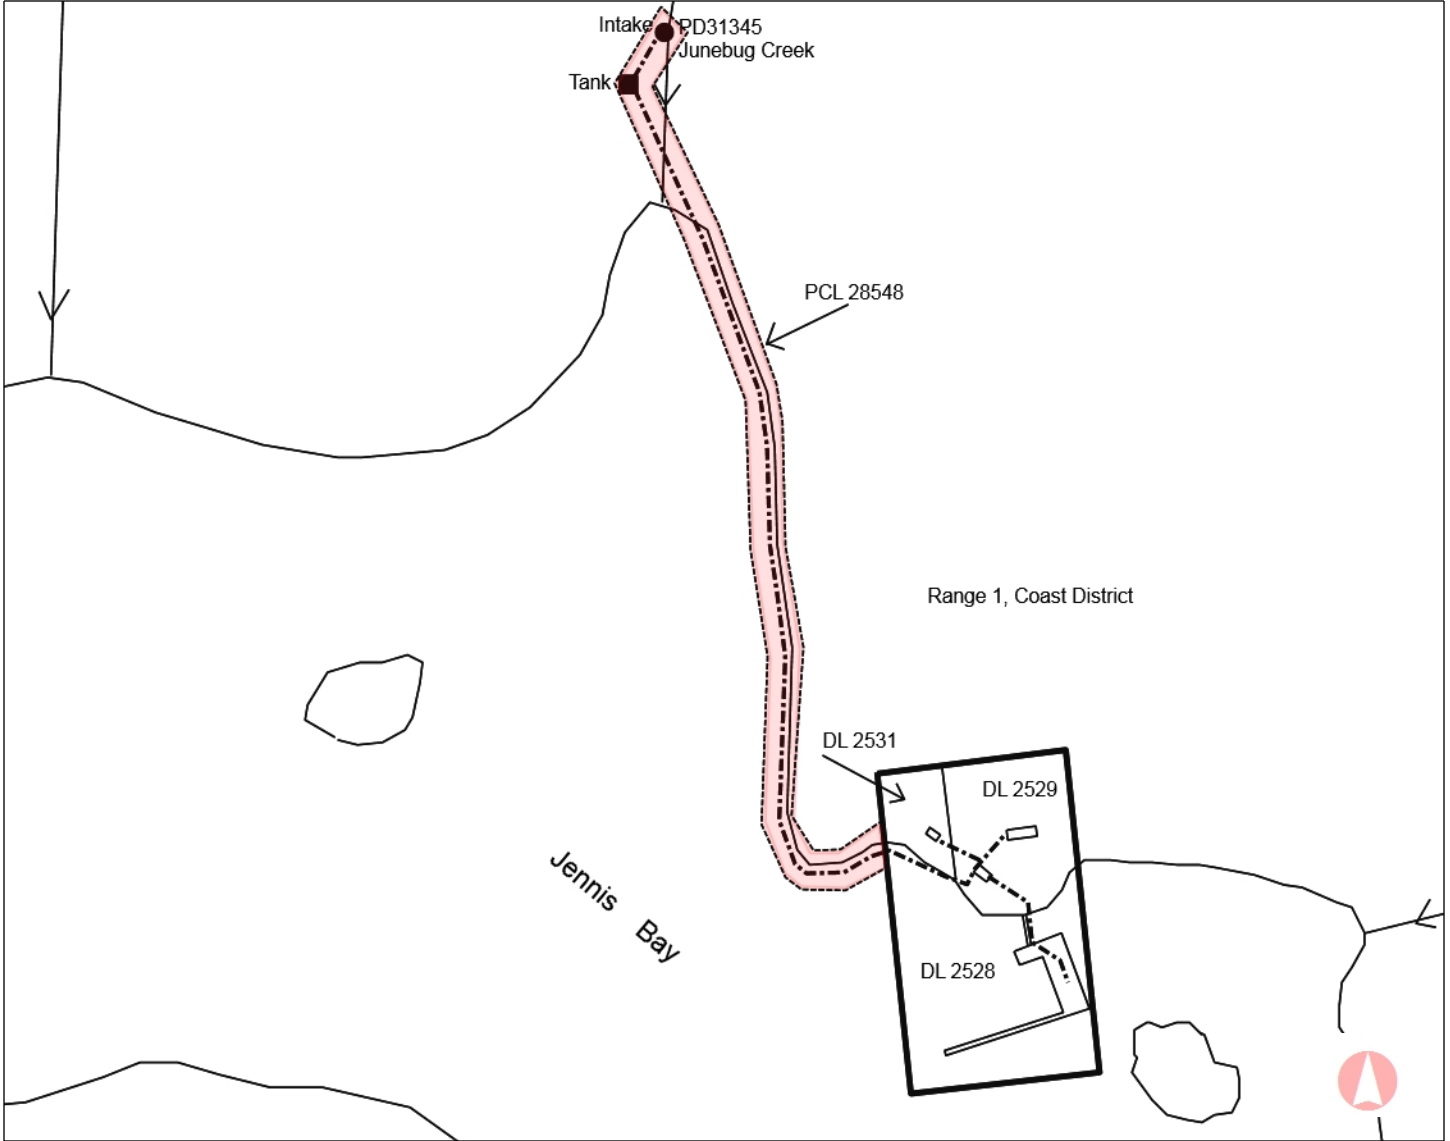 Intake
PD31345
Junebug Creek
Tank
PCL 28548
Range 1, Coast District
DL 2531
DL 2529
Jennis Bay
DL 2528